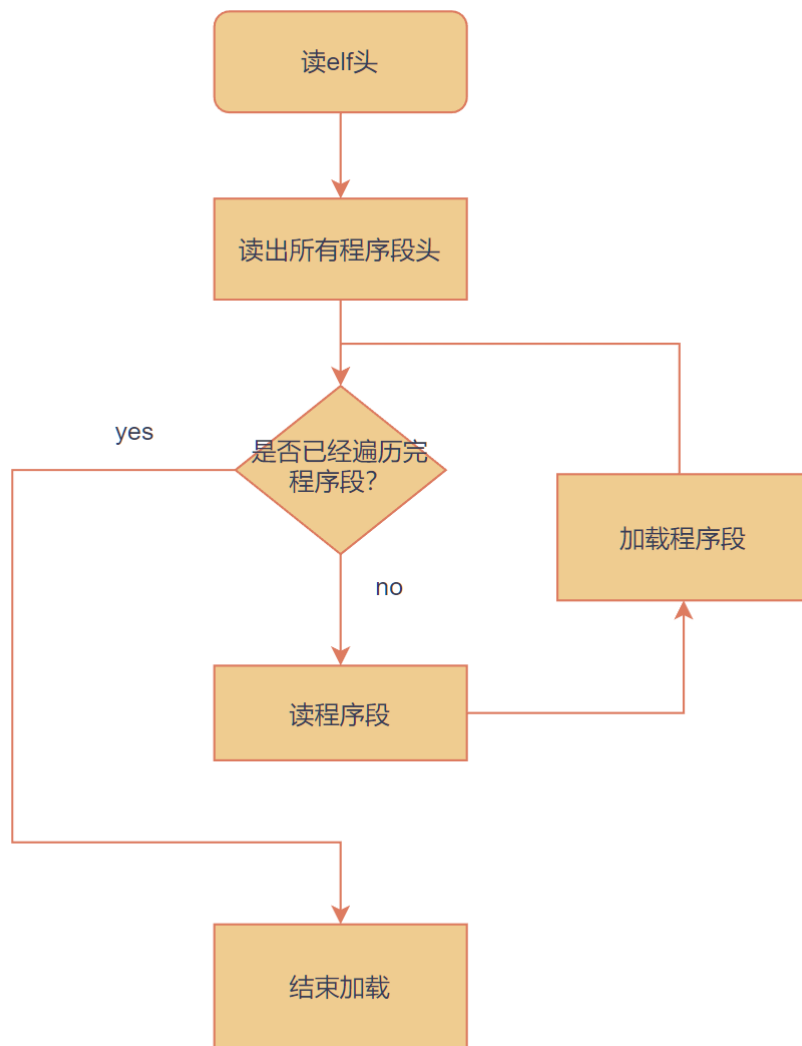 读elf头
读出所有程序段头
yes
是否已经遍历完
程序段?
加载程序段
no
读程序段
结束加载